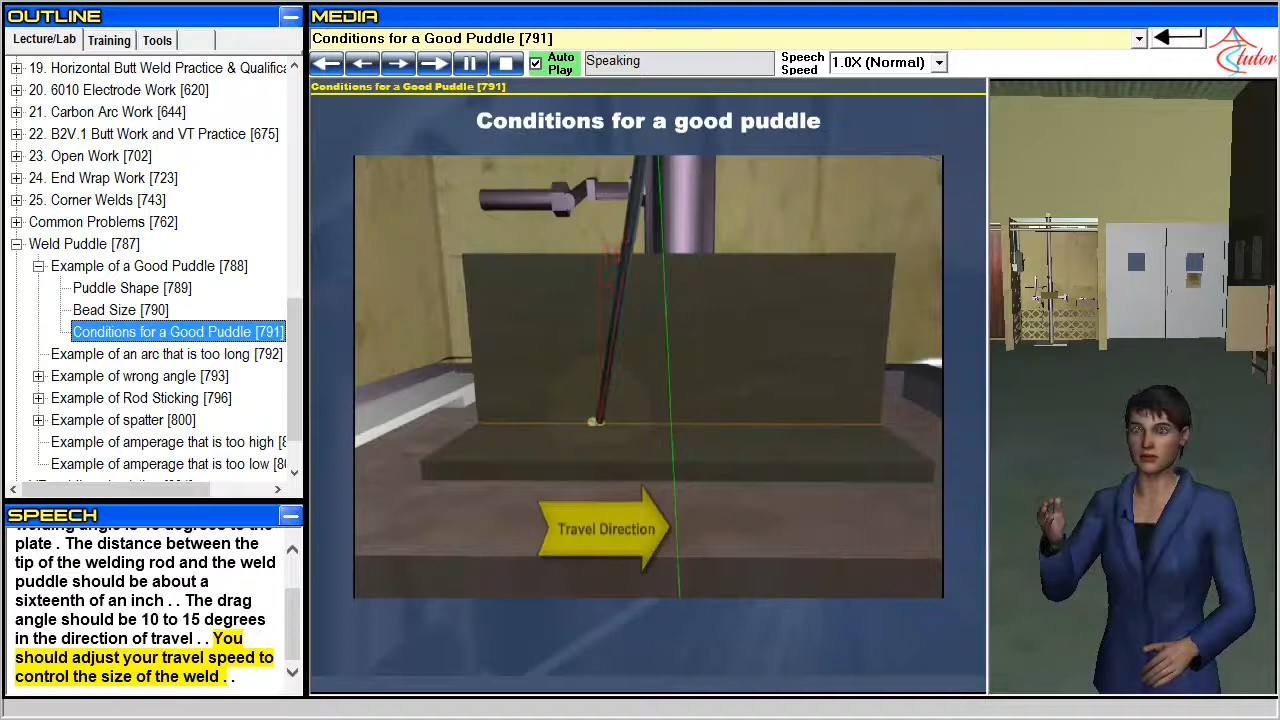 OUTLINE
Lecture/Lab Training Tools
19. Horizontal Butt Weld Practice & Qualifica
20. 6010 Electrode Work [620]
21. Carbon Arc Work [644]
22. B2V.1 Butt Work and VT Practice [675]
23. Open Work [702]
24. End Wrap Work [723]
25. Corner Welds [743]
Common Problems [762]
Weld Puddle [787]
Example of a Good Puddle [788]
Puddle Shape [789]
Bead Size [790]
Conditions for a Good Puddle [791]
Example of an arc that is too long [792]
Example of wrong angle [793]
Example of Rod Sticking [796]
Example of spatter [800]
Example of amperage that is too high [
Example of amperage that is too low [
SPEECH
plate . The distance between the
tip of the welding rod and the weld
puddle should be about a
sixteenth of an inch . . The drag
angle should be 10 to 15 degrees
in the direction of travel . . You
should adjust your travel speed to
control the size of the weld . .
MEDIA
Conditions for a Good Puddle [791]
Auto
Play
Speaking
Speech
Speed
1.0X (Normal)
tutor
Conditions for a Good Puddle [791]
Conditions for a good puddle
Travel Direction